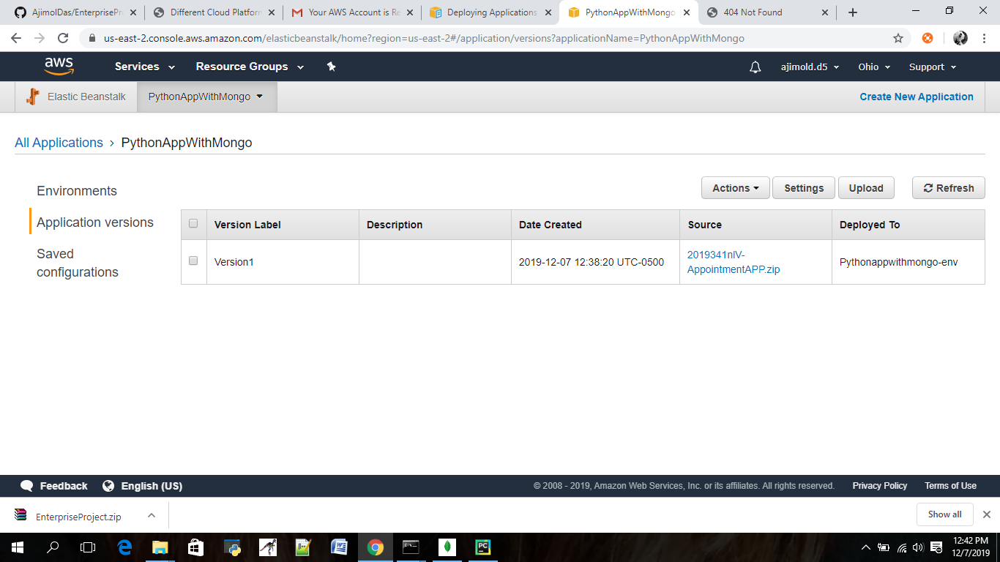 AjimolDas/EnterprisePro
Different Cloud Platform
Your AWS Account is Re
Deploying Applications
PythonAppWithMongo
404 Not Found
us-east-2.console.aws.amazon.com/elasticbeanstalk/home?region=us-east-2#/application/versions?applicationName=PythonAppWithMongo
aws
Services
Resource Groups
ajimold.d5
Ohio
Support
Elastic Beanstalk
PythonAppWithMongo
Create New Application
All Applications › PythonAppWithMongo
Environments
Application versions
Saved
configurations
Actions
Settings
Upload
Refresh
Version Label
Description
Date Created
Source
Deployed To
Version1
2019-12-07 12:38:20 UTC-0500
2019341nlV-
AppointmentAPP.zip
Pythonappwithmongo-env
Feedback
English (US)
© 2008 - 2019, Amazon Web Services, Inc. or its affiliates. All rights reserved.
Privacy Policy
Terms of Use
EnterpriseProject.zip
Show all
12:42 PM
12/7/2019